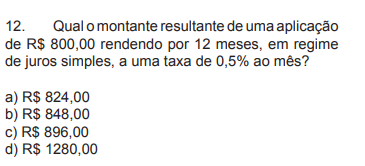 12. Qual o montante resultante de uma aplicação
de R$ 800,00 rendendo por 12 meses, em regime
de juros simples, a uma taxa de 0,5% ao mês?
a) R$ 824,00
b) R$ 848,00
c) R$ 896,00
d) R$ 1280,00